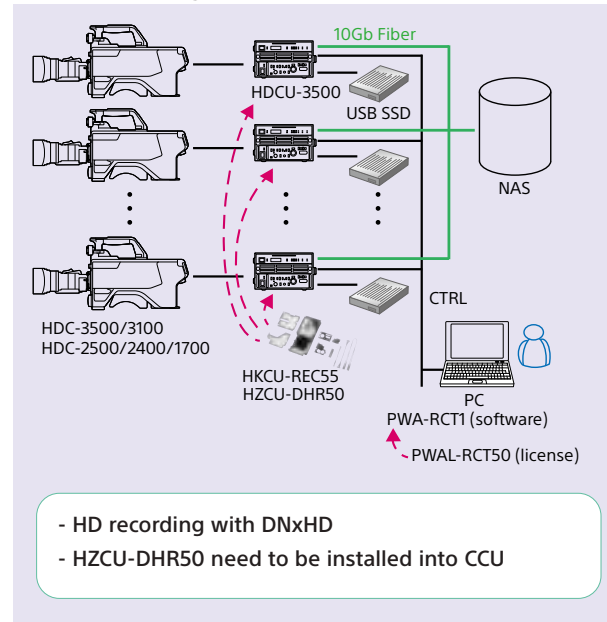 10Gb Fiber
HDCU-3500
USB SSD
NAS
CTRL
HDC-3500/3100
HDC-2500/2400/1700
HKCU-REC55
HZCU-DHR50
PC
PWA-RCT1 (software)
PWAL-RCT50 (license)
- HD recording with DNxHD
- HZCU-DHR50 need to be installed into CCU